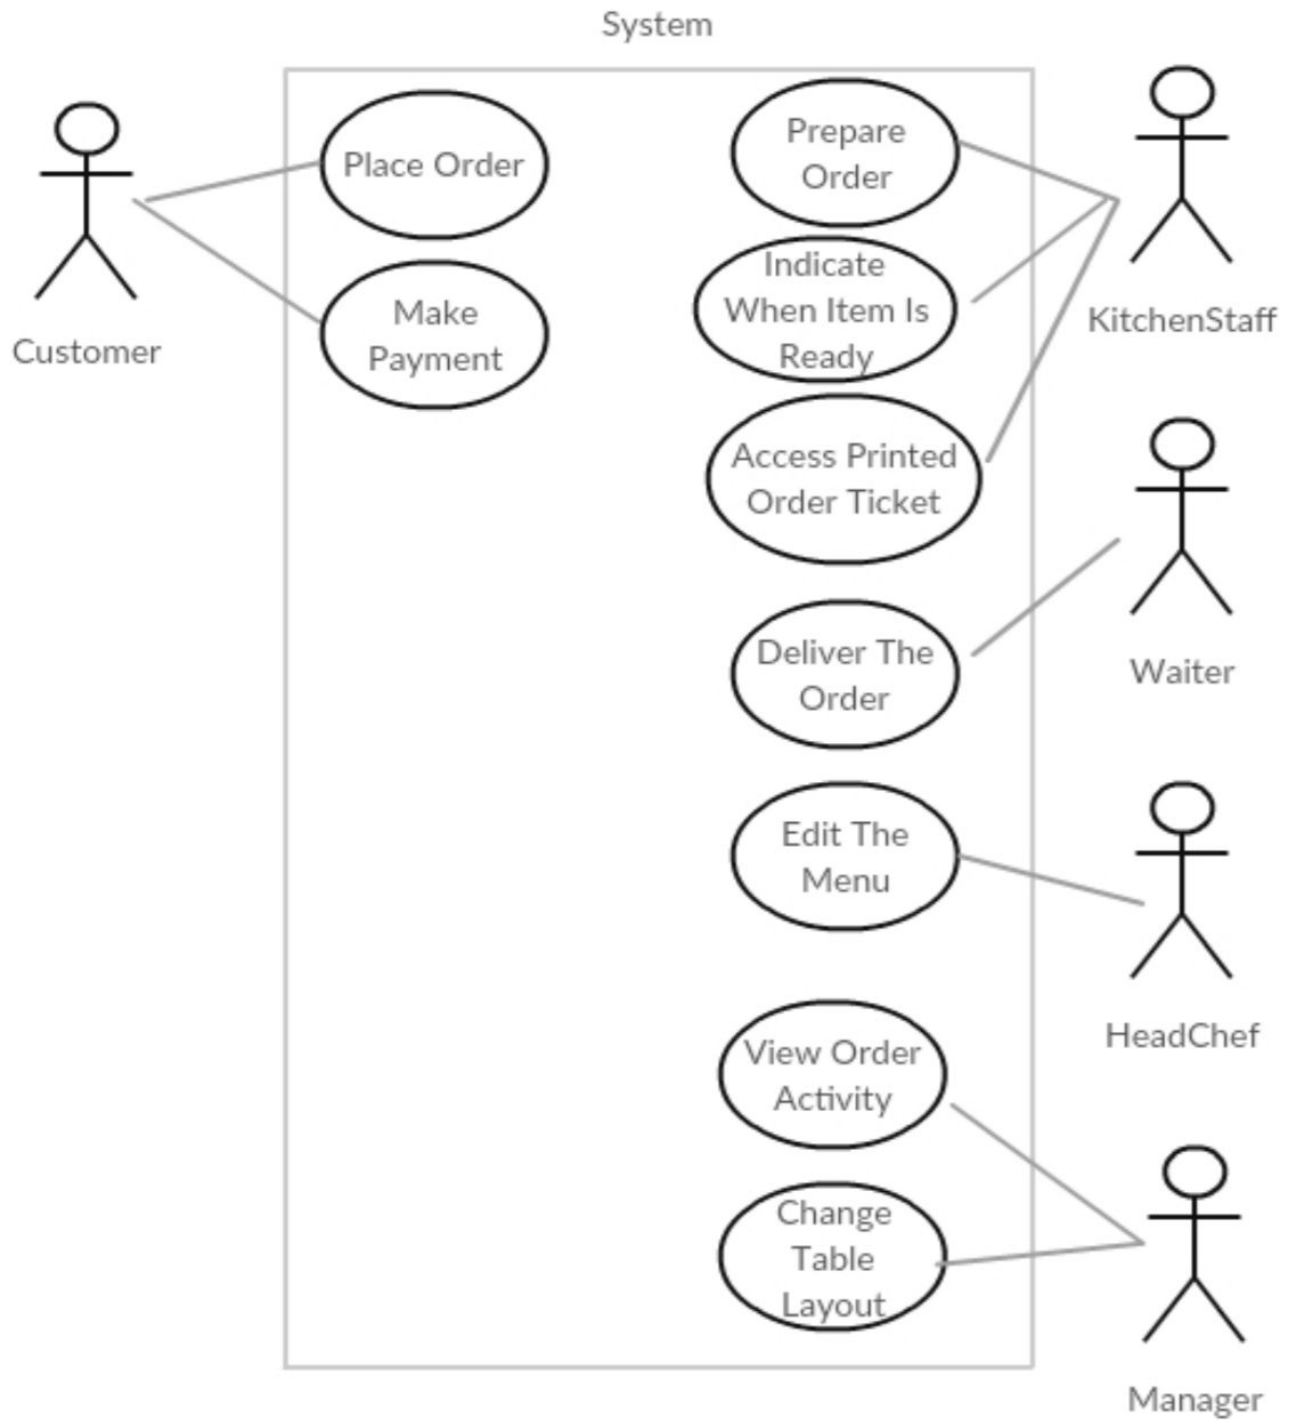 System
Place Order
Make
Payment
Customer
Prepare
Order
Indicate
When Item Is
Ready
Access Printed
Order Ticket
KitchenStaff
Deliver The
Order
Waiter
Edit The
Menu
HeadChef
View Order
Activity
Change
Table
Layout
Manager